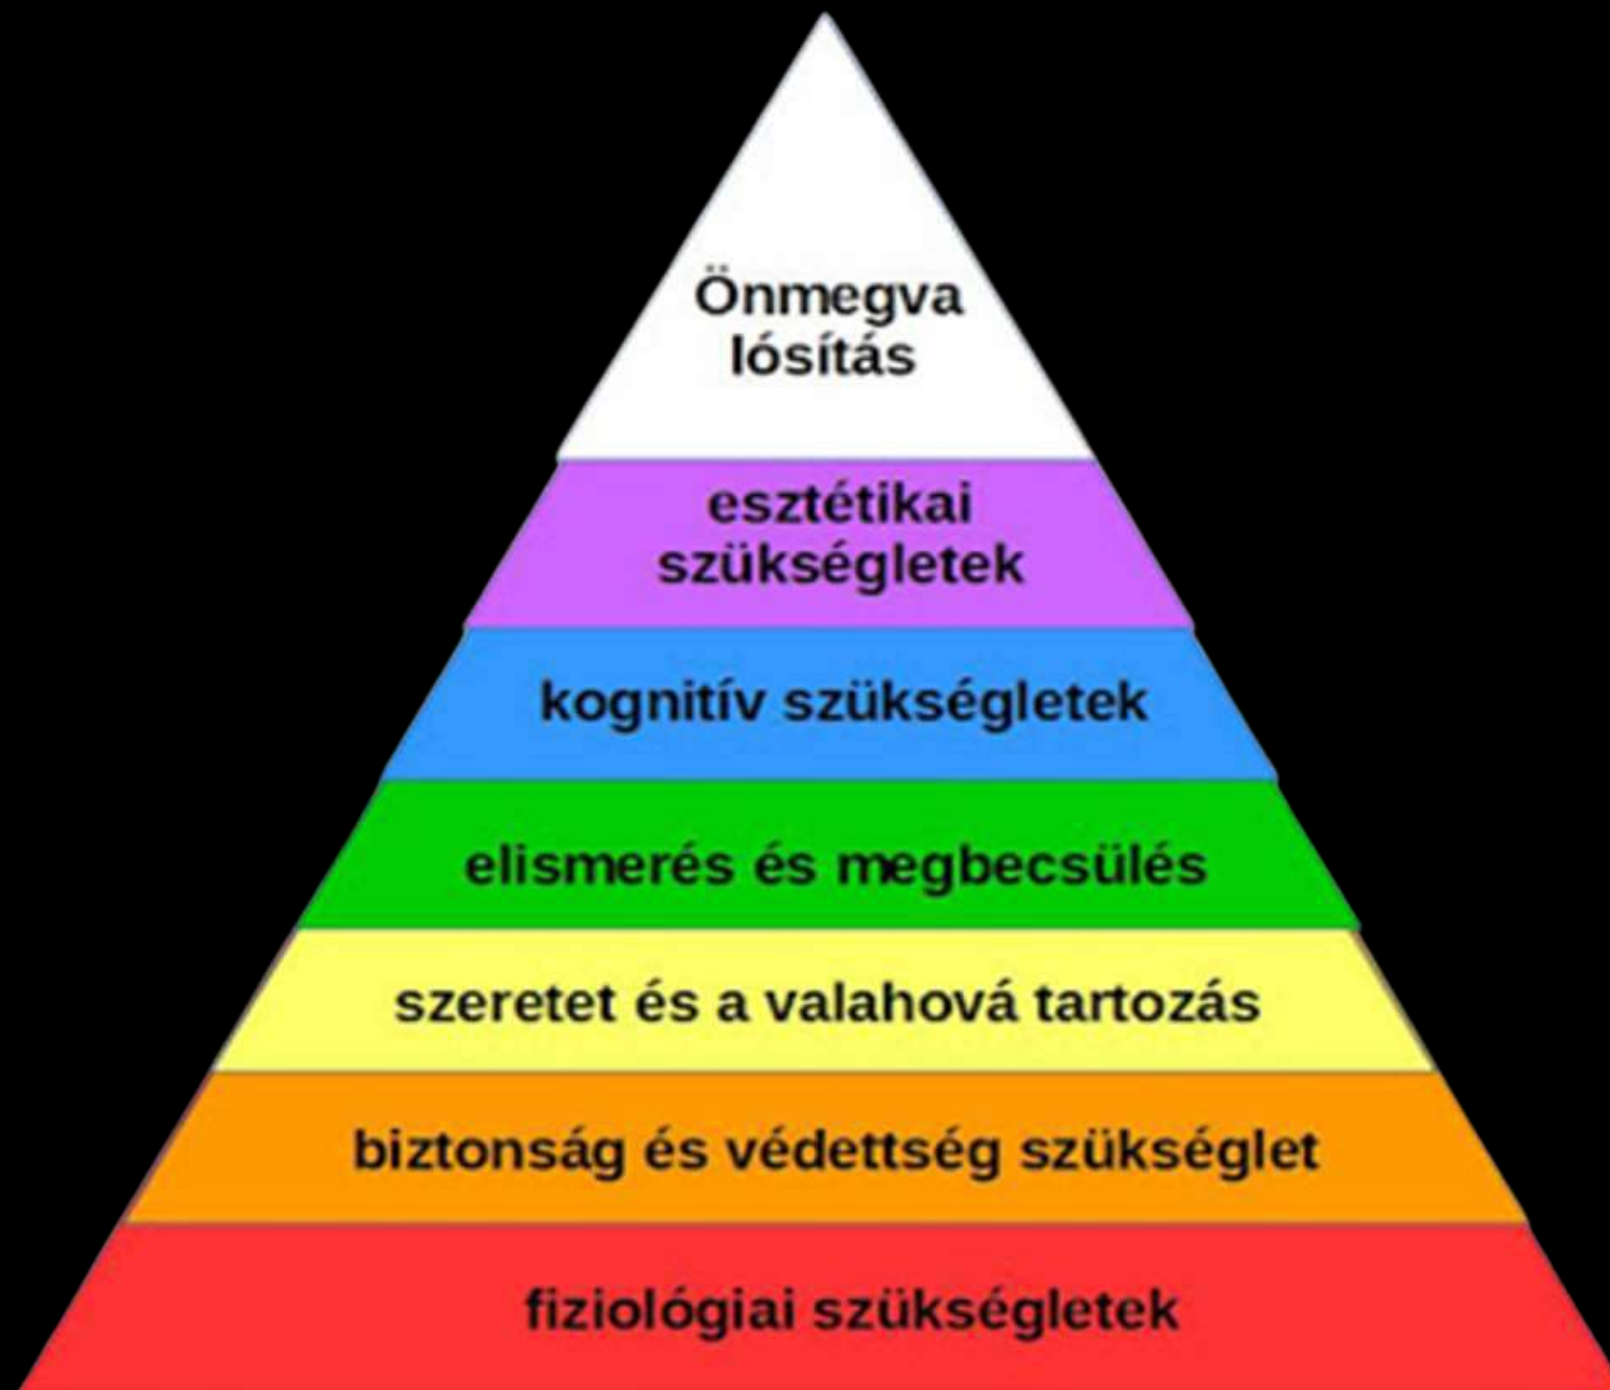 Önmegva
lósítás
esztétikai
szükségletek
kognitív szükségletek
elismerés és megbecsülés
szeretet és a valahová tartozás
biztonság és védettség szükséglet
fiziológiai szükségletek